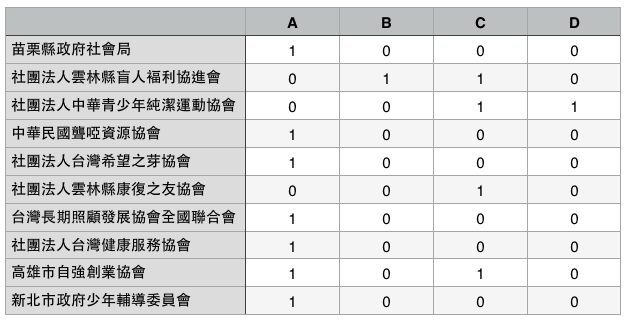 A B C D
苗栗縣政府社會局 1 0 0 0
社團法人雲林縣盲人福利協進會 0 1 1 0
社團法人中華青少年純潔運動協會 0 0 1 1
中華民國聾啞資源協會 1 0 0 0
社團法人台灣希望之芽協會 1 0 0 0
社團法人雲林縣康復之友協會 0 0 1 0
台灣長期照顧發展協會全國聯合會 1 0 0 0
社團法人台灣健康服務協會 1 0 0 0
高雄市自強創業協會 1 0 1 0
新北市政府少年輔導委員會 1 0 0 0